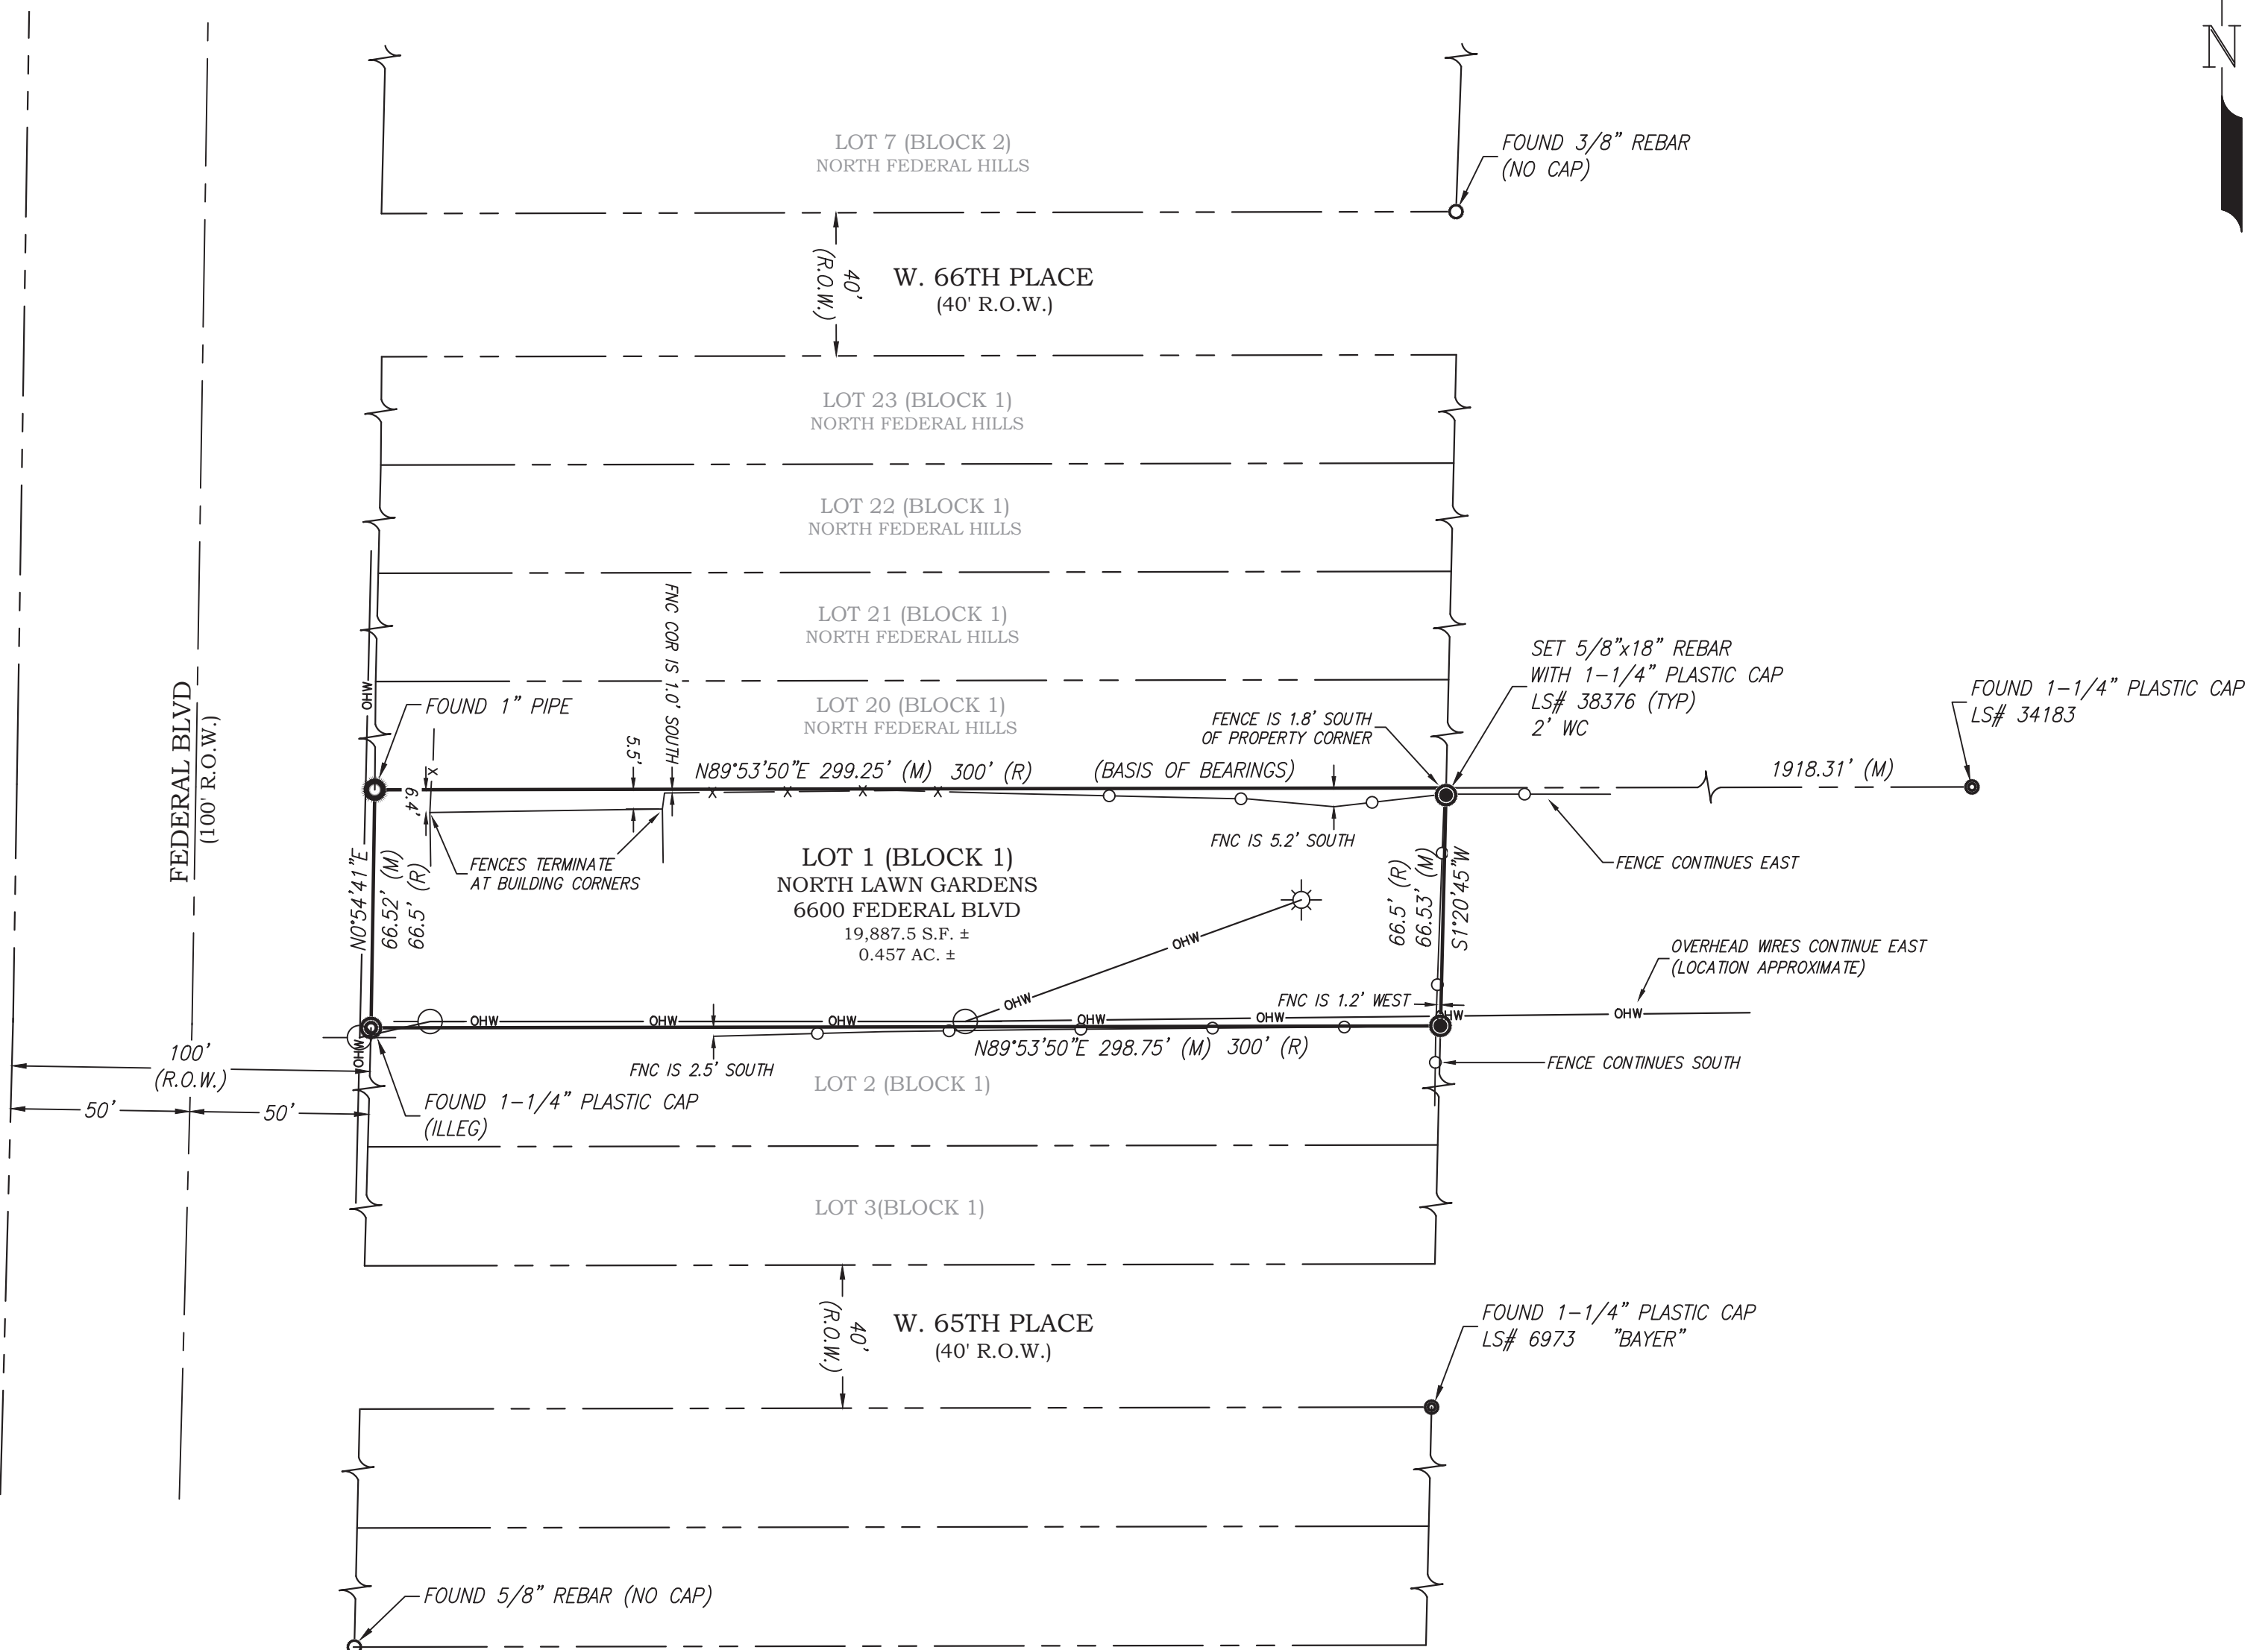 N
LOT 7 (BLOCK 2)
NORTH FEDERAL HILLS
FOUND 3/8" REBAR
(NO CAP)
40'
(R.O.W.)
W. 66TH PLACE
(40' R.O.W.)
LOT 23 (BLOCK 1)
NORTH FEDERAL HILLS
LOT 22 (BLOCK 1)
NORTH FEDERAL HILLS
LOT 21 (BLOCK 1)
NORTH FEDERAL HILLS
FNC COR IS 1.0' SOUTH
SET 5/8"x18" REBAR
WITH 1-1/4" PLASTIC CAP
LS# 38376 (TYP)
2' WC
FOUND 1-1/4" PLASTIC CAP
LS# 34183
OHW
FOUND 1" PIPE
LOT 20 (BLOCK 1)
NORTH FEDERAL HILLS
FENCE IS 1.8' SOUTH
OF PROPERTY CORNER
FEDERAL BLVD
(100' R.O.W.)
X
6.4'
5.5'
N89°53'50"E 299.25' (M) 300' (R)
(BASIS OF BEARINGS)
1918.31' (M)
X
X
X
X
FNC IS 5.2' SOUTH
FENCE CONTINUES EAST
FENCES TERMINATE
AT BUILDING CORNERS
N0°54'41"E
66.52' (M)
66.5' (R)
LOT 1 (BLOCK 1)
NORTH LAWN GARDENS
6600 FEDERAL BLVD
19,887.5 S.F. ±
0.457 AC. ±
66.5' (R)
66.53' (M)
S1°20'45"W
OHW
OHW
OVERHEAD WIRES CONTINUE EAST
(LOCATION APPROXIMATE)
FNC IS 1.2' WEST
OHW
OHW
OHW
OHW
OHW
OHW
OHW
OHW
N89°53'50"E 298.75' (M) 300' (R)
FNC IS 2.5' SOUTH
FENCE CONTINUES SOUTH
100'
(R.O.W.)
50'
50'
LOT 2 (BLOCK 1)
FOUND 1-1/4" PLASTIC CAP
(ILLEG)
LOT 3(BLOCK 1)
40'
(R.O.W.)
W. 65TH PLACE
(40' R.O.W.)
FOUND 1-1/4" PLASTIC CAP
LS# 6973 "BAYER"
FOUND 5/8" REBAR (NO CAP)